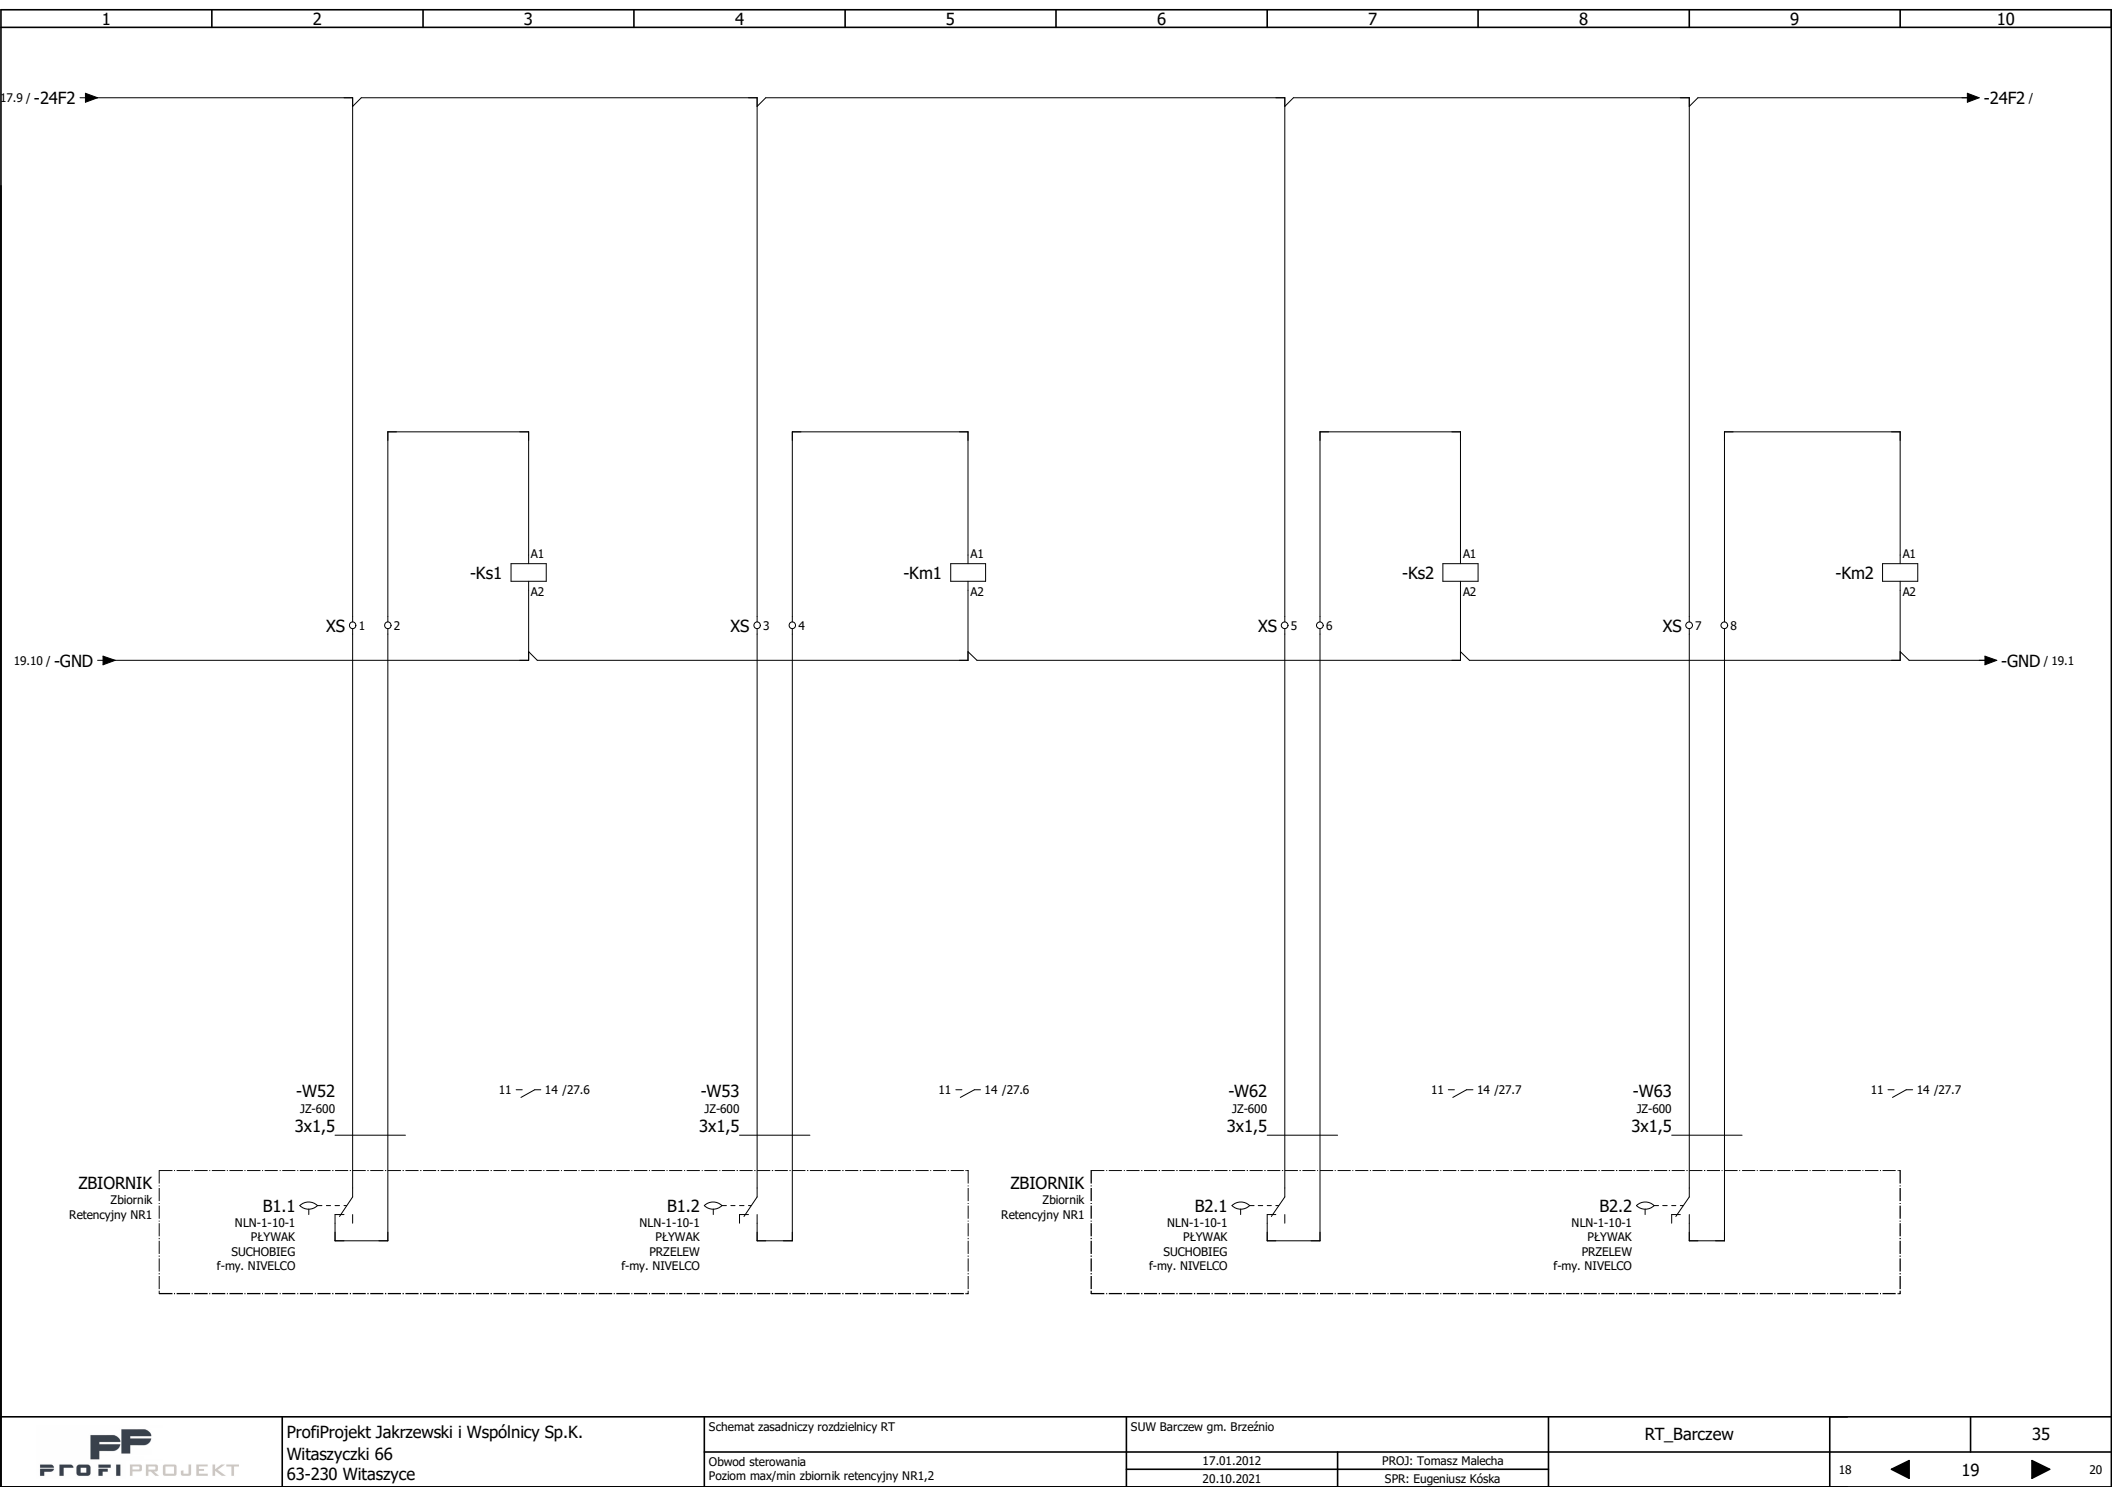 1 2 3 4 5 6 7 8 9 10
17.9 / -24F2
-24F2 /
-Ks1
A1
A2
-Km1
A1
A2
-Ks2
A1
A2
-Km2
A1
A2
XS 1 2
XS 3 4
XS 5 6
XS 7 8
19.10 / -GND
-GND / 19.1
-W52
JZ-600
3x1,5
11 14 /27.6
-W53
JZ-600
3x1,5
11 14 /27.6
-W62
JZ-600
3x1,5
11 14 /27.7
-W63
JZ-600
3x1,5
11 14 /27.7
ZBIORNIK
Zbiornik
Retencyjny NR1
B1.1
NLN-1-10-1
PŁYWAK
SUCHOBIEG
f-my. NIVELCO
B1.2
NLN-1-10-1
PŁYWAK
PRZELEW
f-my. NIVELCO
ZBIORNIK
Zbiornik
Retencyjny NR1
B2.1
NLN-1-10-1
PŁYWAK
SUCHOBIEG
f-my. NIVELCO
B2.2
NLN-1-10-1
PŁYWAK
PRZELEW
f-my. NIVELCO
PP
PROFIPROJEKT
ProfiProjekt Jakrzewski i Wspólnicy Sp.K.
Witaszyczki 66
63-230 Witaszyce
Schemat zasadniczy rozdzielnicy RT
Obwod sterowania
Poziom max/min zbiornik retencyjny NR1,2
SUW Barczew gm. Brzeźnio
17.01.2012
PROJ: Tomasz Malecha
20.10.2021
SPR: Eugeniusz Kóska
RT_Barczew
35
18 19 20